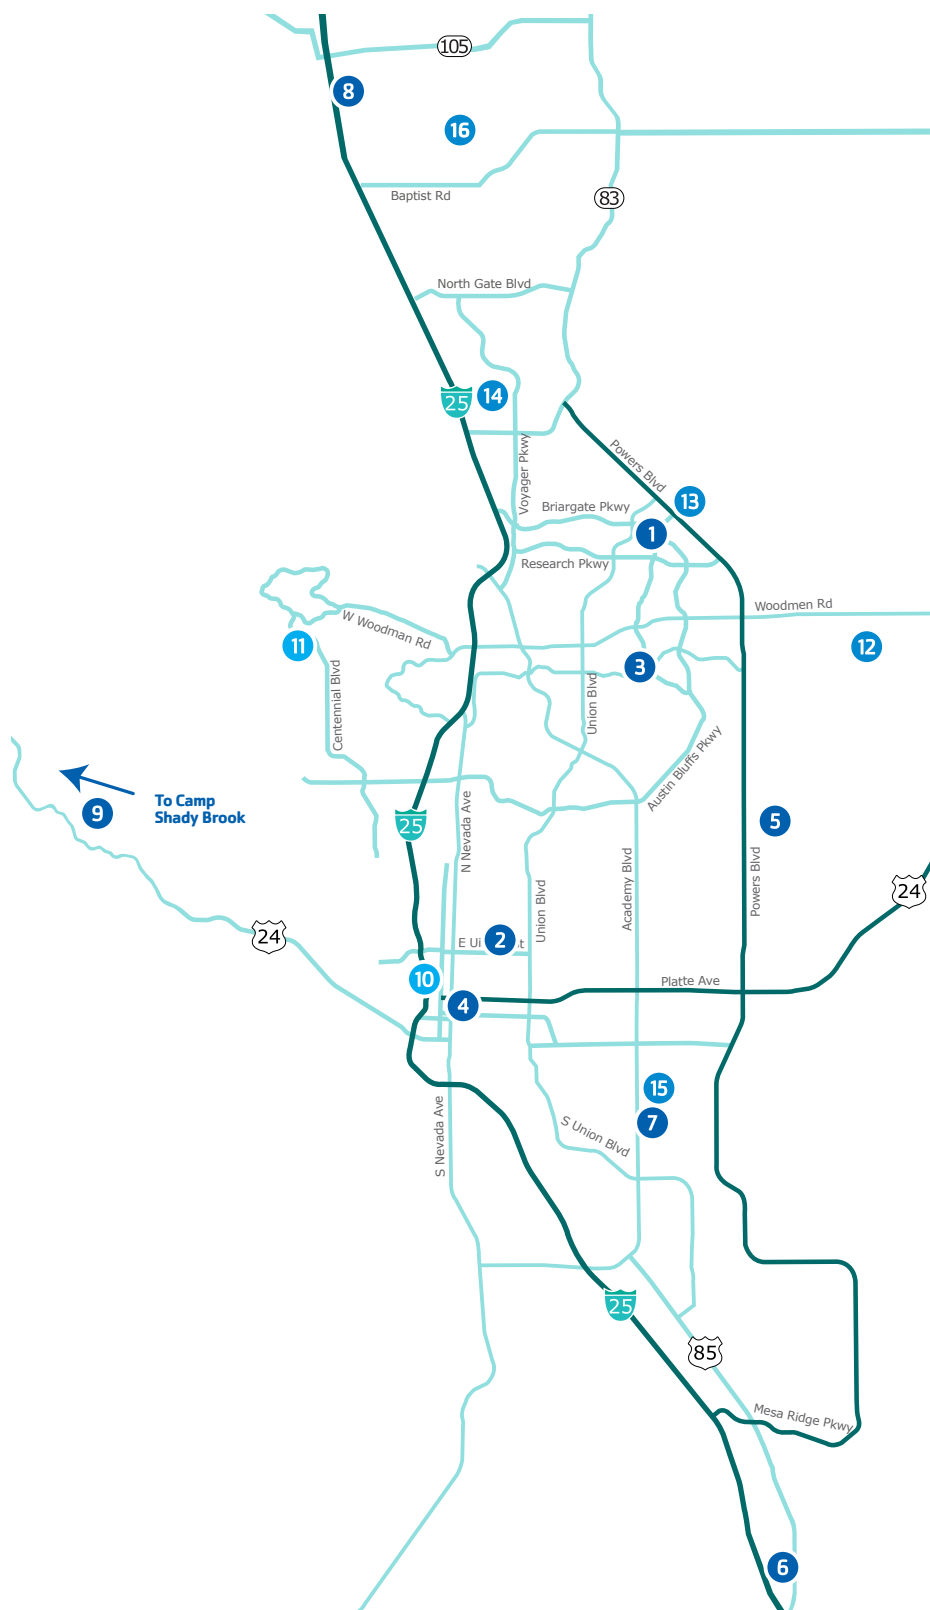 105
8
16
Baptist Rd
83
North Gate Blvd
25
14
Voyager Pkwy
Powers Blvd
13
Briargate Pkwy
1
Research Pkwy
Woodmen Rd
W Woodman Rd
11
12
3
Centennial Blvd
Union Blvd
Austin Bluffs Pkwy
To Camp
Shady Brook
9
25
N Nevada Ave
5
Academy Blvd
Powers Blvd
Union Blvd
24
24
2
E
10
Platte Ave
4
15
7
S Nevada Ave
S Union Blvd
25
85
Mesa Ridge Pkwy
6